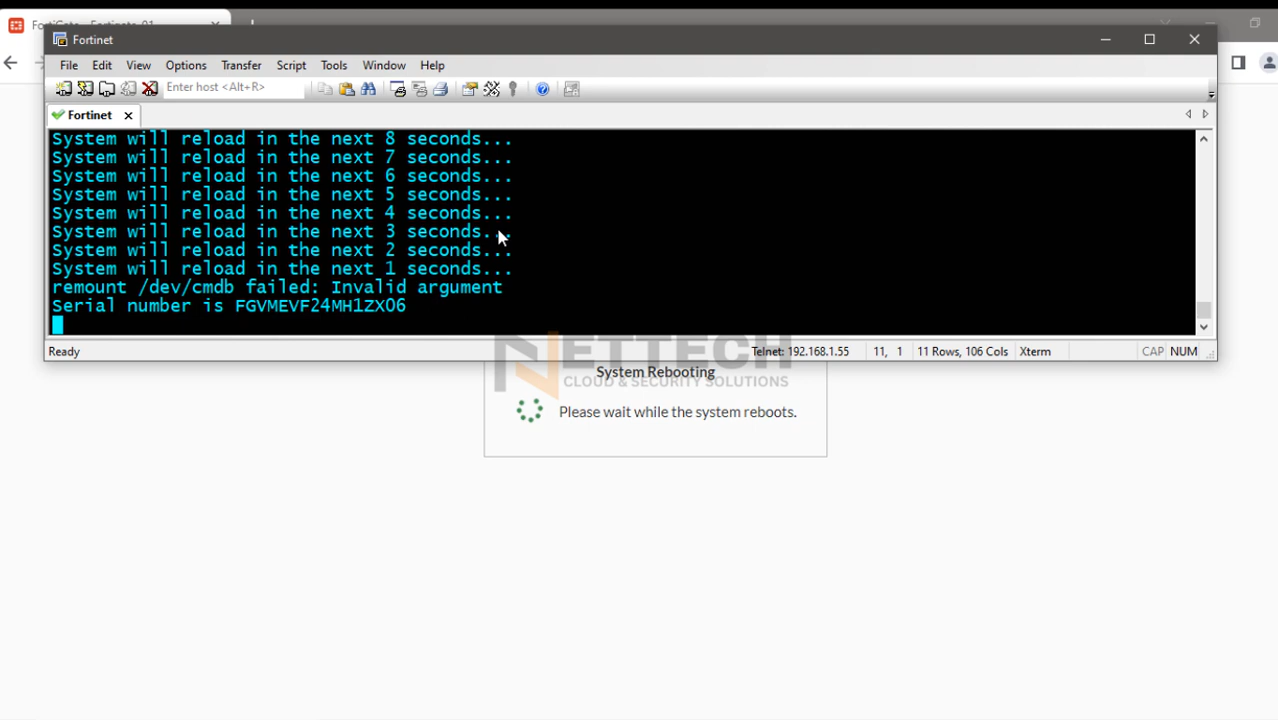 Fortinet
File Edit View Options Transfer Script Tools Window Help
Enter host <Alt+R>
Fortinet
System will reload in the next 8 seconds...
System will reload in the next 7 seconds...
System will reload in the next 6 seconds...
System will reload in the next 5 seconds...
System will reload in the next 4 seconds...
System will reload in the next 3 seconds...
System will reload in the next 2 seconds...
System will reload in the next 1 seconds...
remount /dev/cmdb failed: Invalid argument
Serial number is FGVMEVF24MH1ZX06
Ready Telnet: 192.168.1.55 11, 1 11 Rows, 106 Cols Xterm CAP NUM
NETTECH
System Rebooting
CLOUD & SECURITY SOLUTIONS
Please wait while the system reboots.